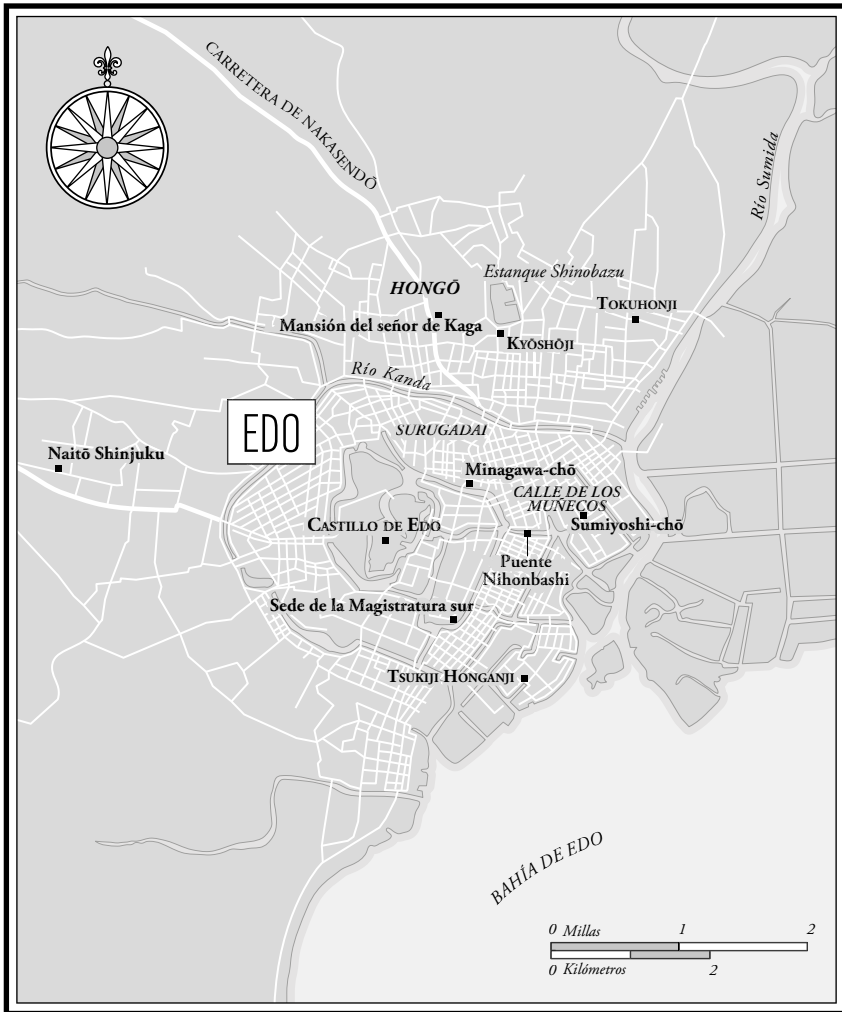 CARRETERA DE NAKASENDŌ
Río Sumida
Estanque Shinobazu
HONGŌ
TOKUHONJI
Mansión del señor de Kaga
KYŌSHŌJI
Río Kanda
EDO
SURUGADAI
Naitō Shinjuku
Minagawa-chō
CALLE DE LOS
MUÑECOS
CASTILLO DE EDO
Sumiyoshi-chō
Puente
Nihonbashi
Sede de la Magistratura sur
TSUKIJI HONGANJI
BAHÍA DE EDO
0 Millas 1 2
0 Kilómetros 2